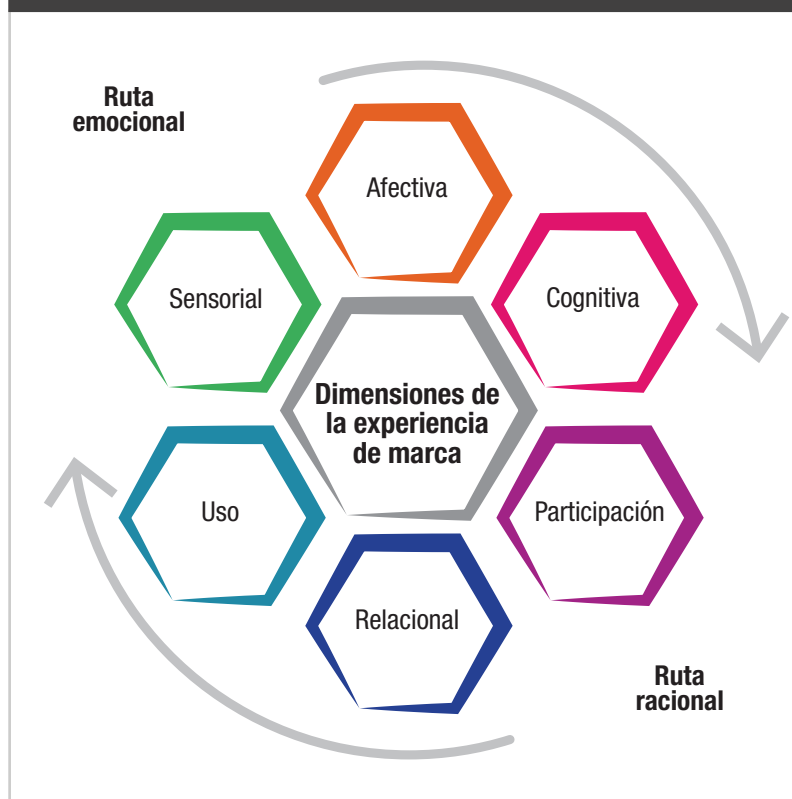 Ruta
emocional
Afectiva
Sensorial
Cognitiva
Dimensiones de
la experiencia
de marca
Uso
Participación
Relacional
Ruta
racional